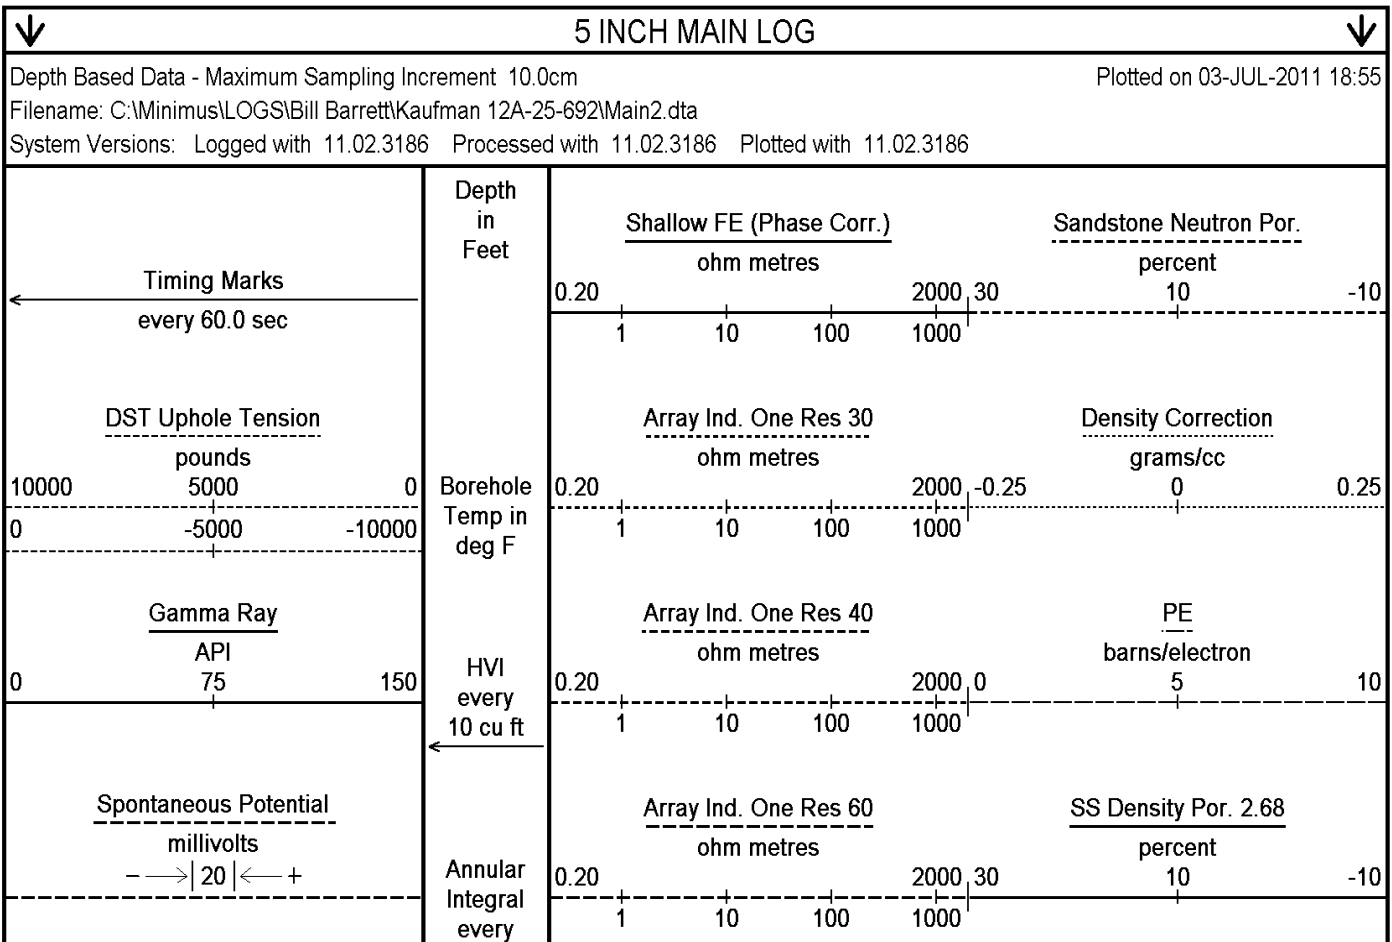 5 INCH MAIN LOG
Depth Based Data - Maximum Sampling Increment 10.0cm
Plotted on 03-JUL-2011 18:55
Filename: C:\Minimus\LOGS\Bill Barrett\Kaufman 12A-25-692\Main2.dta
System Versions: Logged with 11.02.3186 Processed with 11.02.3186 Plotted with 11.02.3186
Timing Marks
every 60.0 sec
DST Uphole Tension
pounds
10000 5000 0
0 -5000 -10000
Gamma Ray
API
0 75 150
Spontaneous Potential
millivolts
- 20 +
Depth
in
Feet
Borehole
Temp in
deg F
HVI
every
10 cu ft
Annular
Integral
every
Shallow FE (Phase Corr.)
ohm metres
0.20 2000
1 10 100 1000
Array Ind. One Res 30
ohm metres
0.20 2000
1 10 100 1000
Array Ind. One Res 40
ohm metres
0.20 2000
1 10 100 1000
Array Ind. One Res 60
ohm metres
0.20 2000
1 10 100 1000
Sandstone Neutron Por.
percent
30 10 -10
Density Correction
grams/cc
-0.25 0 0.25
PE
barns/electron
0 5 10
SS Density Por. 2.68
percent
30 10 -10